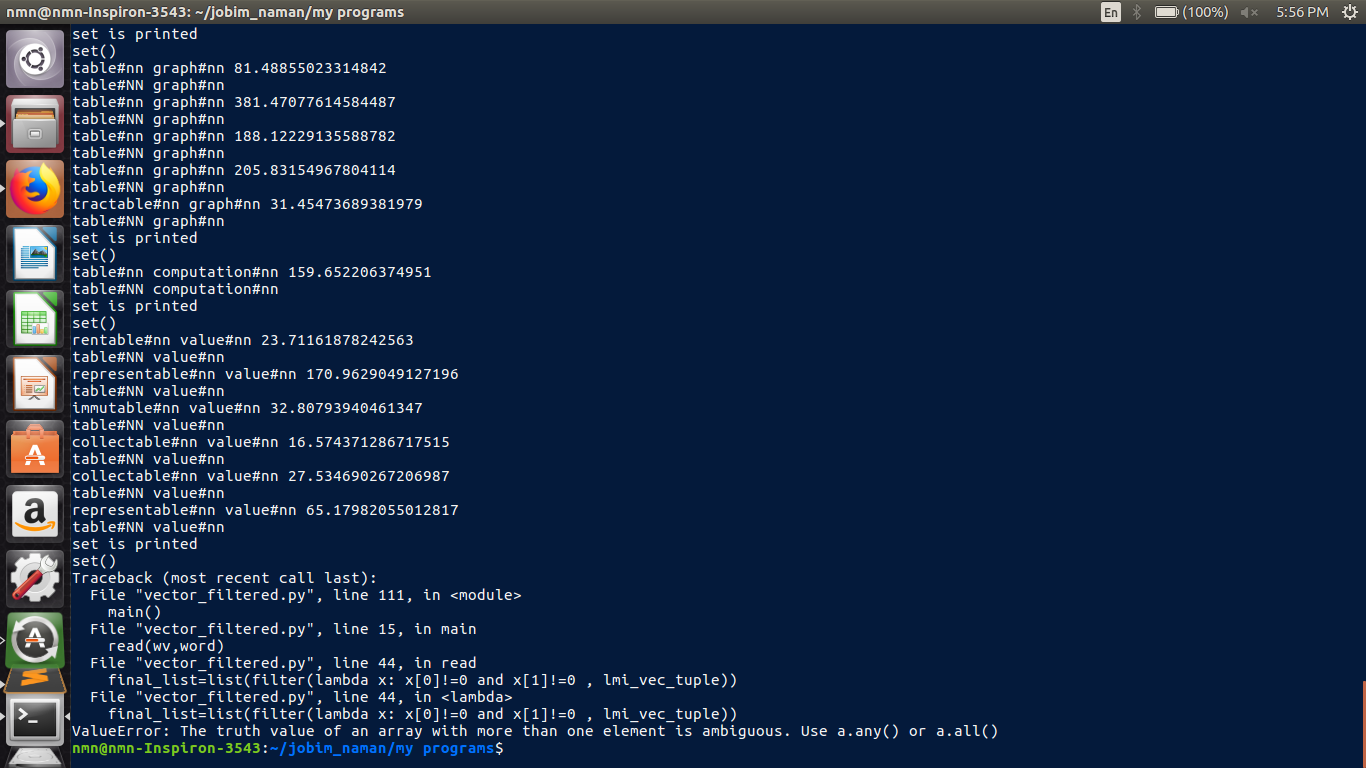 nmn@nmn-Inspiron-3543: ~/jobim_naman/my programs En (100%) 5:56 PM
set is printed
set()
table#nn graph#nn 81.48855023314842
table#NN graph#nn
table#nn graph#nn 381.47077614584487
table#NN graph#nn
table#nn graph#nn 188.12229135588782
table#NN graph#nn
table#nn graph#nn 205.83154967804114
table#NN graph#nn
tractable#nn graph#nn 31.45473689381979
table#NN graph#nn
set is printed
set()
table#nn computation#nn 159.652206374951
table#NN computation#nn
set is printed
set()
rentable#nn value#nn 23.71161878242563
table#NN value#nn
representable#nn value#nn 170.9629049127196
table#NN value#nn
immutable#nn value#nn 32.80793940461347
table#NN value#nn
collectable#nn value#nn 16.574371286717515
table#NN value#nn
collectable#nn value#nn 27.534690267206987
table#NN value#nn
representable#nn value#nn 65.17982055012817
table#NN value#nn
set is printed
set()
Traceback (most recent call last):
  File "vector_filtered.py", line 111, in <module>
    main()
  File "vector_filtered.py", line 15, in main
    read(wv,word)
  File "vector_filtered.py", line 44, in read
    final_list=list(filter(lambda x: x[0]!=0 and x[1]!=0 , lmi_vec_tuple))
  File "vector_filtered.py", line 44, in <lambda>
    final_list=list(filter(lambda x: x[0]!=0 and x[1]!=0 , lmi_vec_tuple))
ValueError: The truth value of an array with more than one element is ambiguous. Use a.any() or a.all()
nmn@nmn-Inspiron-3543:~/jobim_naman/my programs$